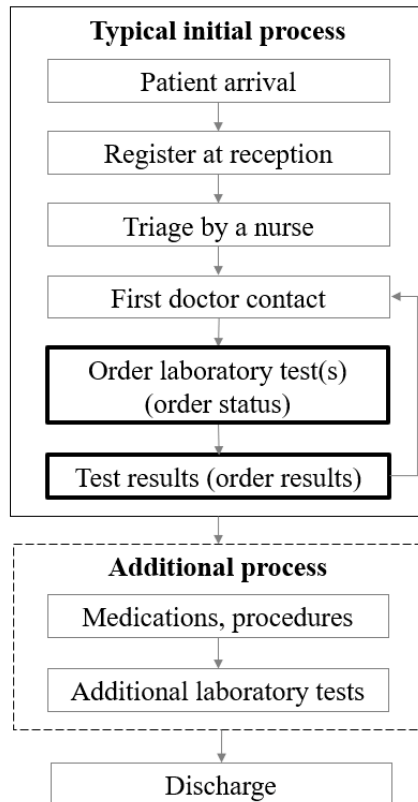 Typical initial process
Patient arrival
Register at reception
Triage by a nurse
First doctor contact
Order laboratory test(s)
(order status)
Test results (order results)
Additional process
Medications, procedures
Additional laboratory tests
Discharge